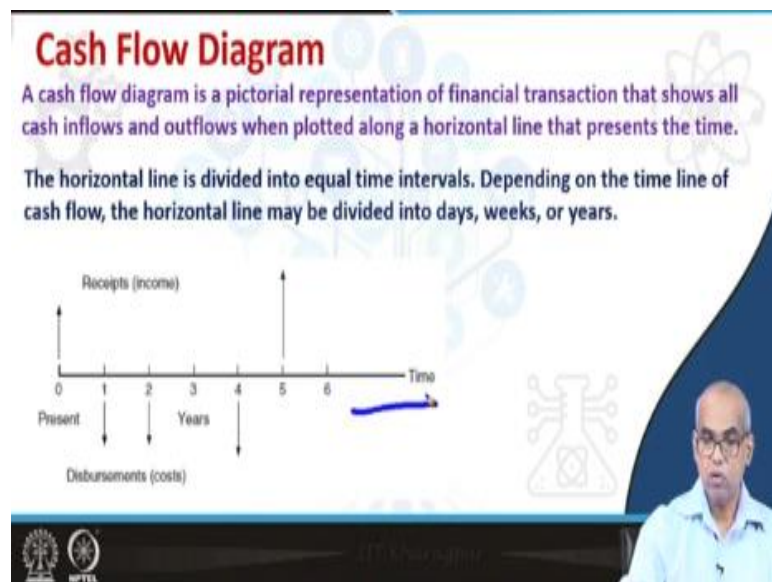 Cash Flow Diagram
A cash flow diagram is a pictorial representation of financial transaction that shows all
cash inflows and outflows when plotted along a horizontal line that presents the time.
The horizontal line is divided into equal time intervals. Depending on the time line of
cash flow, the horizontal line may be divided into days, weeks, or years.
Receipts (income)
Time
0 1 2 3 4 5 6
Present Years
Disbursements (costs)
NPTEL